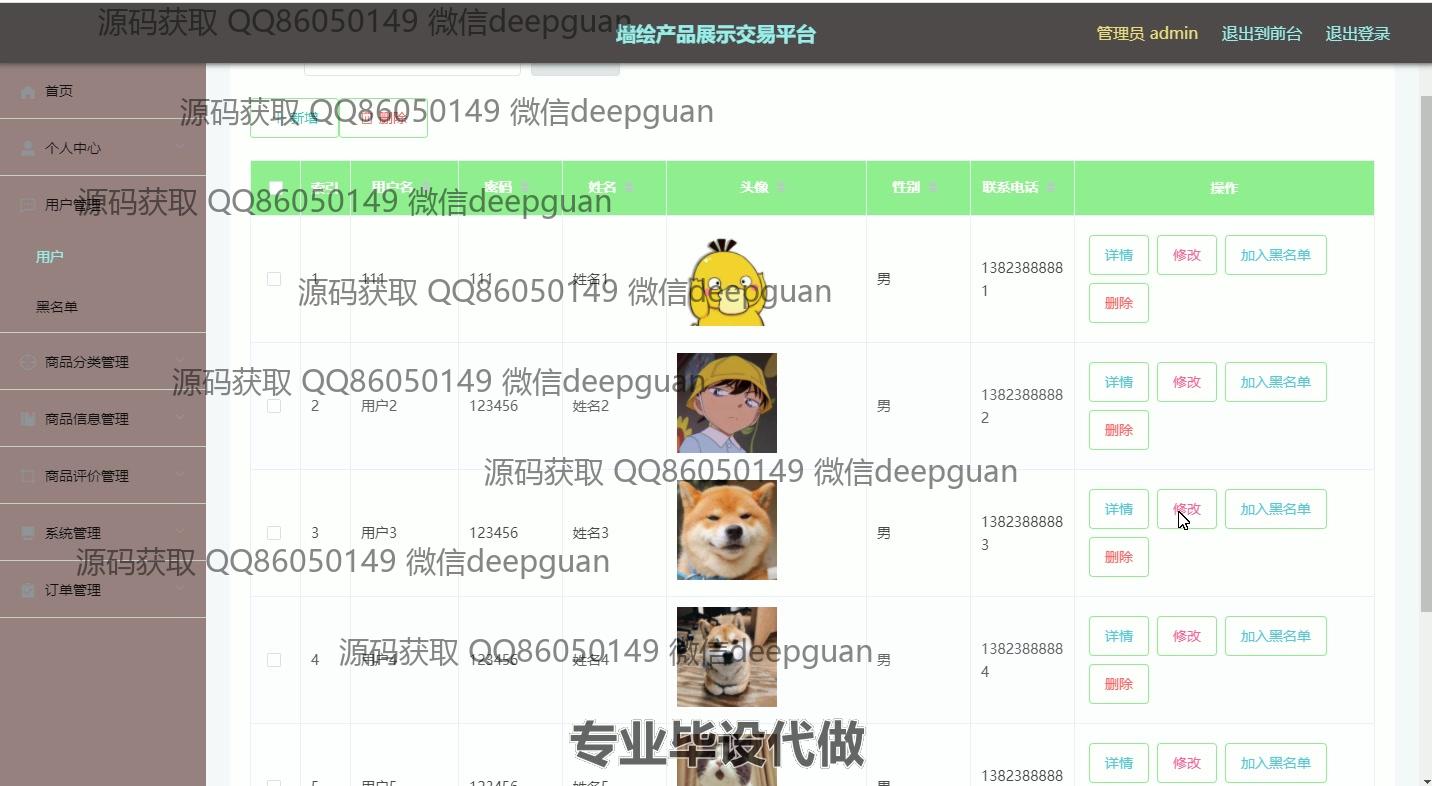 源码获取 QQ86050149 微信deepguan
墙绘产品展示交易平台
管理员 admin 退出到前台 退出登录
首页
源码获取 QQ86050149 微信deepguan
新增 删除
个人中心
索引 用户名 密码 姓名 头像 性别 联系电话 操作
用户管理
源码获取 QQ86050149 微信deepguan
用户
黑名单
1 111 111 姓名1 男 1382388888
1
详情 修改 加入黑名单
删除
源码获取 QQ86050149 微信deepguan
商品分类管理
源码获取 QQ86050149 微信deepguan
2 用户2 123456 姓名2 男 1382388888
2
详情 修改 加入黑名单
删除
商品信息管理
商品评价管理
源码获取 QQ86050149 微信deepguan
3 用户3 123456 姓名3 男 1382388888
3
详情 修改 加入黑名单
删除
系统管理
源码获取 QQ86050149 微信deepguan
订单管理
源码获取 QQ86050149 微信deepguan
4 用户4 123456 姓名4 男 1382388888
4
详情 修改 加入黑名单
删除
专业毕设代做
5 用户5 123456 姓名5 男 1382388888
详情 修改 加入黑名单